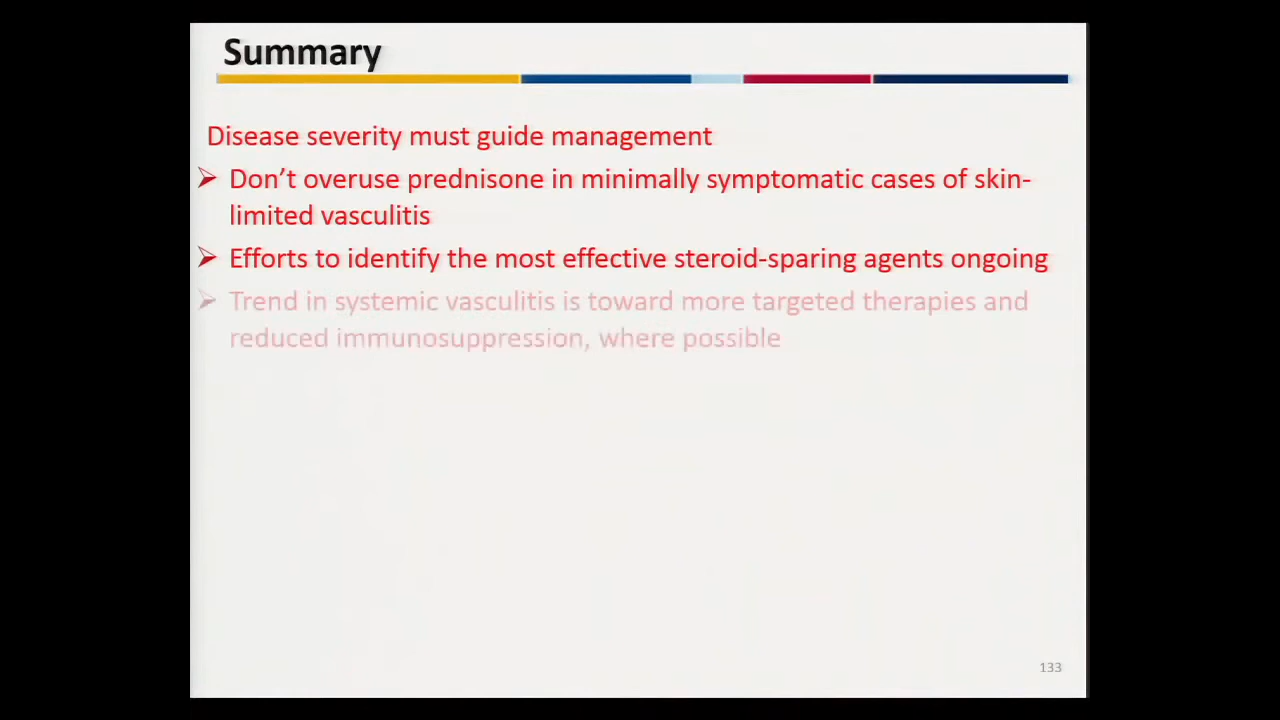 Summary
Disease severity must guide management
➢ Don’t overuse prednisone in minimally symptomatic cases of skin-
limited vasculitis
➢ Efforts to identify the most effective steroid-sparing agents ongoing
➢ Trend in systemic vasculitis is toward more targeted therapies and
reduced immunosuppression, where possible
133